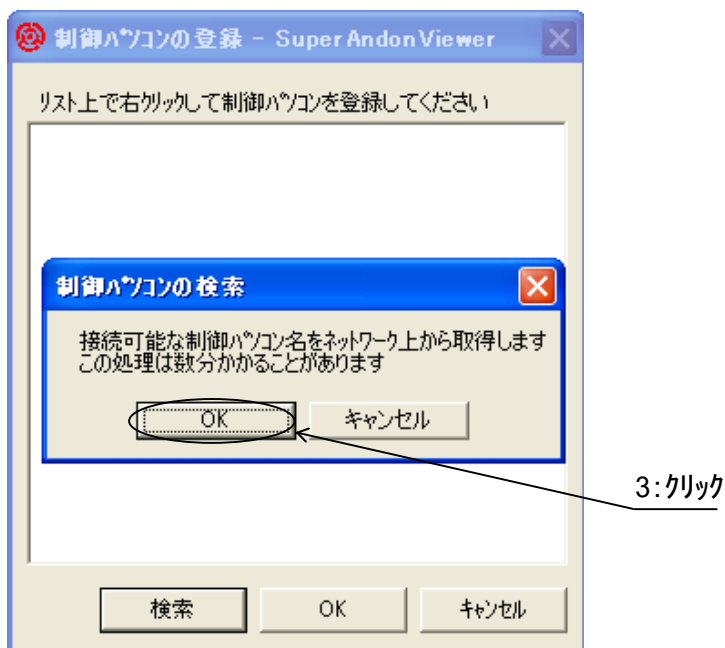 制御ﾊﾟｿｺﾝの登録 - Super Andon Viewer
ﾘｽﾄ上で右ｸﾘｯｸして制御ﾊﾟｿｺﾝを登録してください
制御ﾊﾟｿｺﾝの検索
接続可能な制御ﾊﾟｿｺﾝ名をﾈｯﾄﾜｰｸ上から取得します
この処理は数分かかることがあります
OK キャンセル
3:ｸﾘｯｸ
検索 OK ｷｬﾝｾﾙ